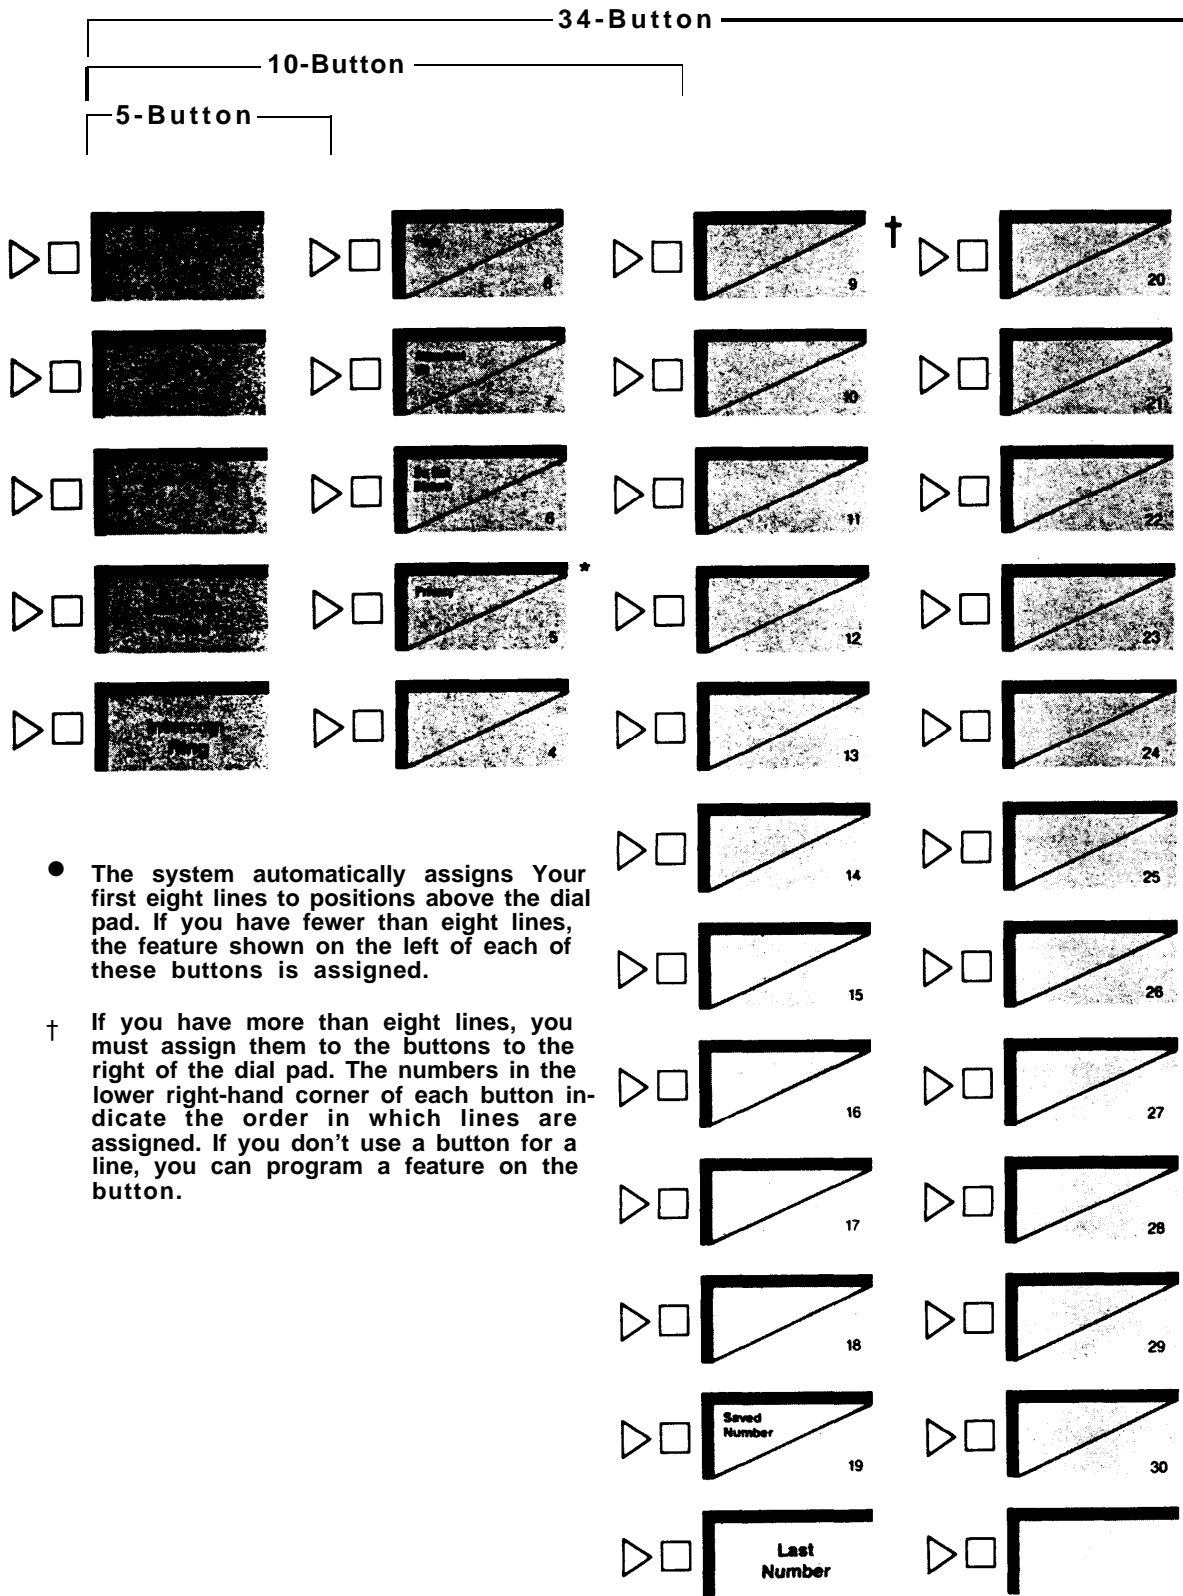 34-Button
10-Button
5-Button
†
*
Privacy
8
7
6
5
4
9
10
11
12
13
14
15
16
17
18
Saved
Number
19
Last
Number
20
21
22
23
24
25
26
27
28
29
30
● The system automatically assigns Your
first eight lines to positions above the dial
pad. If you have fewer than eight lines,
the feature shown on the left of each of
these buttons is assigned.
† If you have more than eight lines, you
must assign them to the buttons to the
right of the dial pad. The numbers in the
lower right-hand corner of each button in-
dicate the order in which lines are
assigned. If you don't use a button for a
line, you can program a feature on the
button.